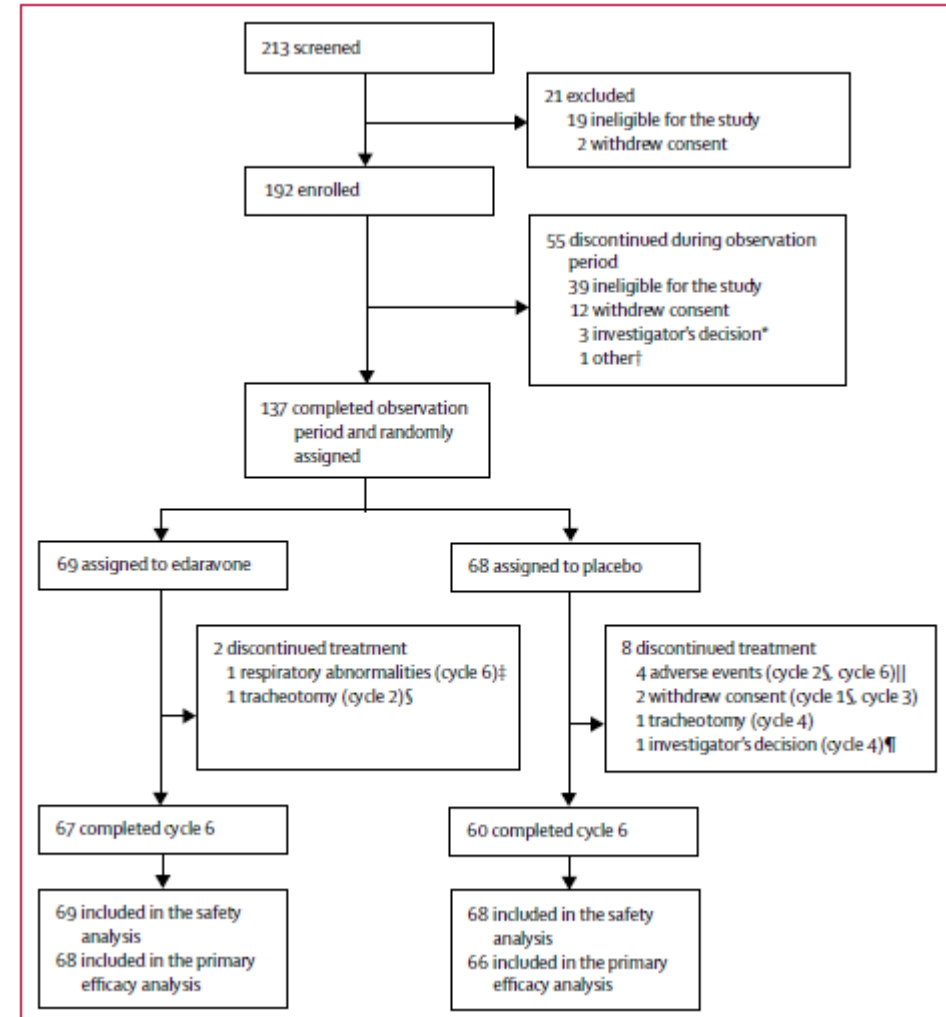 213 screened
21 excluded
19 ineligible for the study
2 withdrew consent
192 enrolled
55 discontinued during observation
period
39 ineligible for the study
12 withdrew consent
3 investigator's decision*
1 other†
137 completed observation
period and randomly
assigned
69 assigned to edaravone
68 assigned to placebo
2 discontinued treatment
1 respiratory abnormalities (cycle 6)‡
1 tracheotomy (cycle 2)§
8 discontinued treatment
4 adverse events (cycle 2§, cycle 6)||
2 withdrew consent (cycle 1§, cycle 3)
1 tracheotomy (cycle 4)
1 investigator's decision (cycle 4)¶
67 completed cycle 6
60 completed cycle 6
69 included in the safety
analysis
68 included in the primary
efficacy analysis
68 included in the safety
analysis
66 included in the primary
efficacy analysis